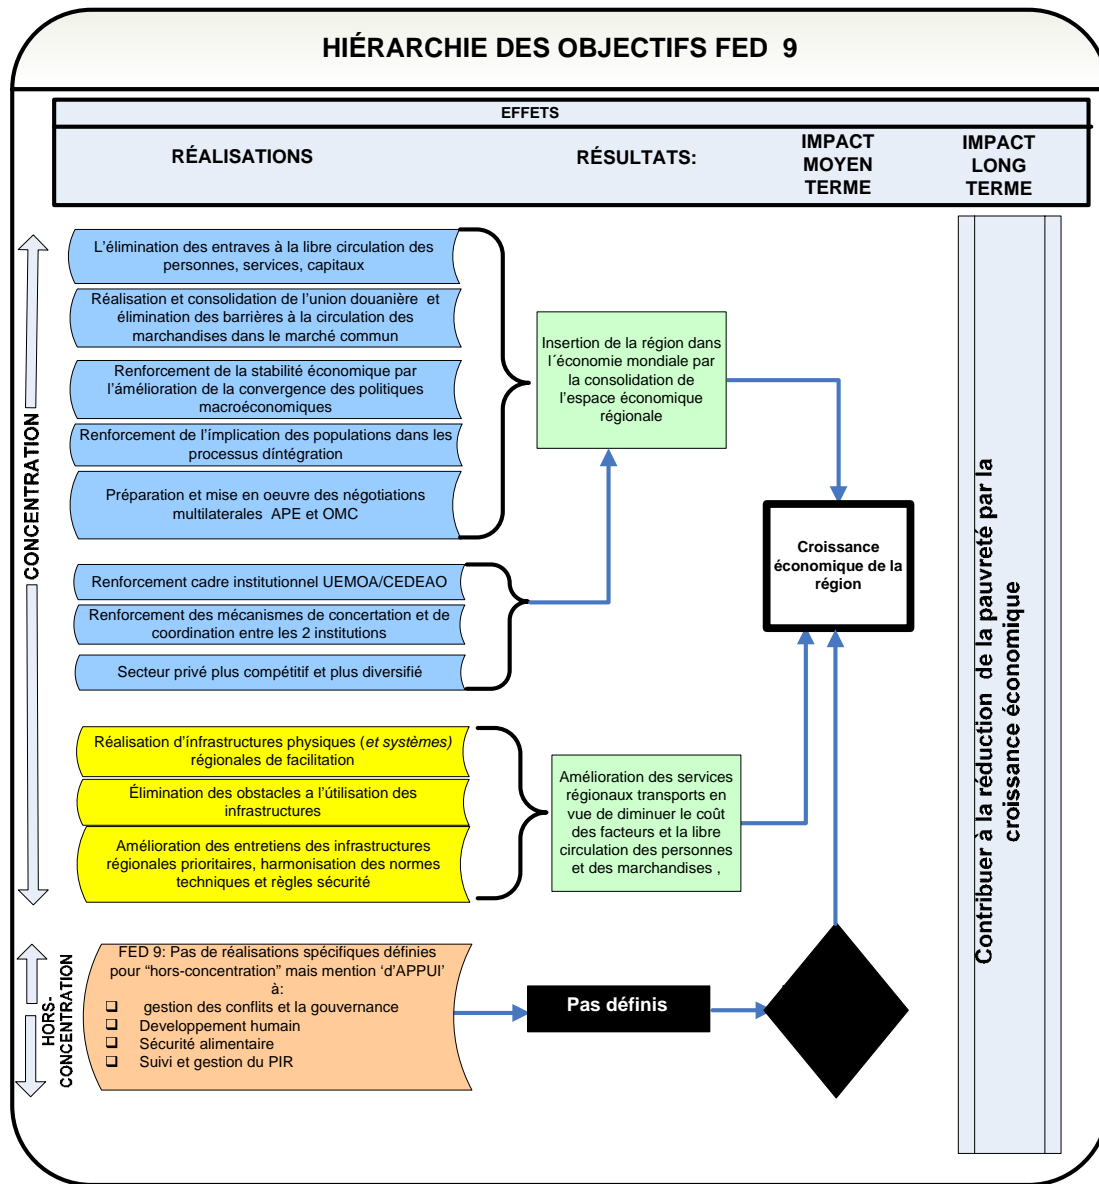 HIÉRARCHIE DES OBJECTIFS FED 9
EFFETS
RÉALISATIONS
RÉSULTATS:
IMPACT
MOYEN
TERME
IMPACT
LONG
TERME
CONCENTRATION
L'élimination des entraves à la libre circulation des
personnes, services, capitaux
Réalisation et consolidation de l'union douanière et
élimination des barrières à la circulation des
marchandises dans le marché commun
Renforcement de la stabilité économique par
l'ámélioration de la convergence des politiques
macroéconomiques
Renforcement de l'ímplication des populations dans les
processus díntégration
Préparation et mise en oeuvre des négotiations
multilaterales APE et OMC
Renforcement cadre institutionnel UEMOA/CEDEAO
Renforcement des mécanismes de concertation et de
coordination entre les 2 institutions
Secteur privé plus compétitif et plus diversifié
Réalisation d'ínfrastructures physiques (et systèmes)
régionales de facilitation
Élimination des obstacles a l'útilisation des
infrastructures
Amélioration des entretiens des infrastructures
régionales prioritaires, harmonisation des normes
techniques et règles sécurité
Insertion de la région dans
l´économie mondiale par
la consolidation de
l'espace économique
régionale
Amélioration des services
régionaux transports en
vue de diminuer le coût
des facteurs et la libre
circulation des personnes
et des marchandises ,
Croissance
économique de la
région
Contribuer à la réduction de la pauvreté par la
croissance économique
HORS-
CONCENTRATION
FED 9: Pas de réalisations spécifiques définies
pour "hors-concentration" mais mention 'd'APPUI'
à:
❑ gestion des conflits et la gouvernance
❑ Developpement humain
❑ Sécurité alimentaire
❑ Suivi et gestion du PIR
Pas définis